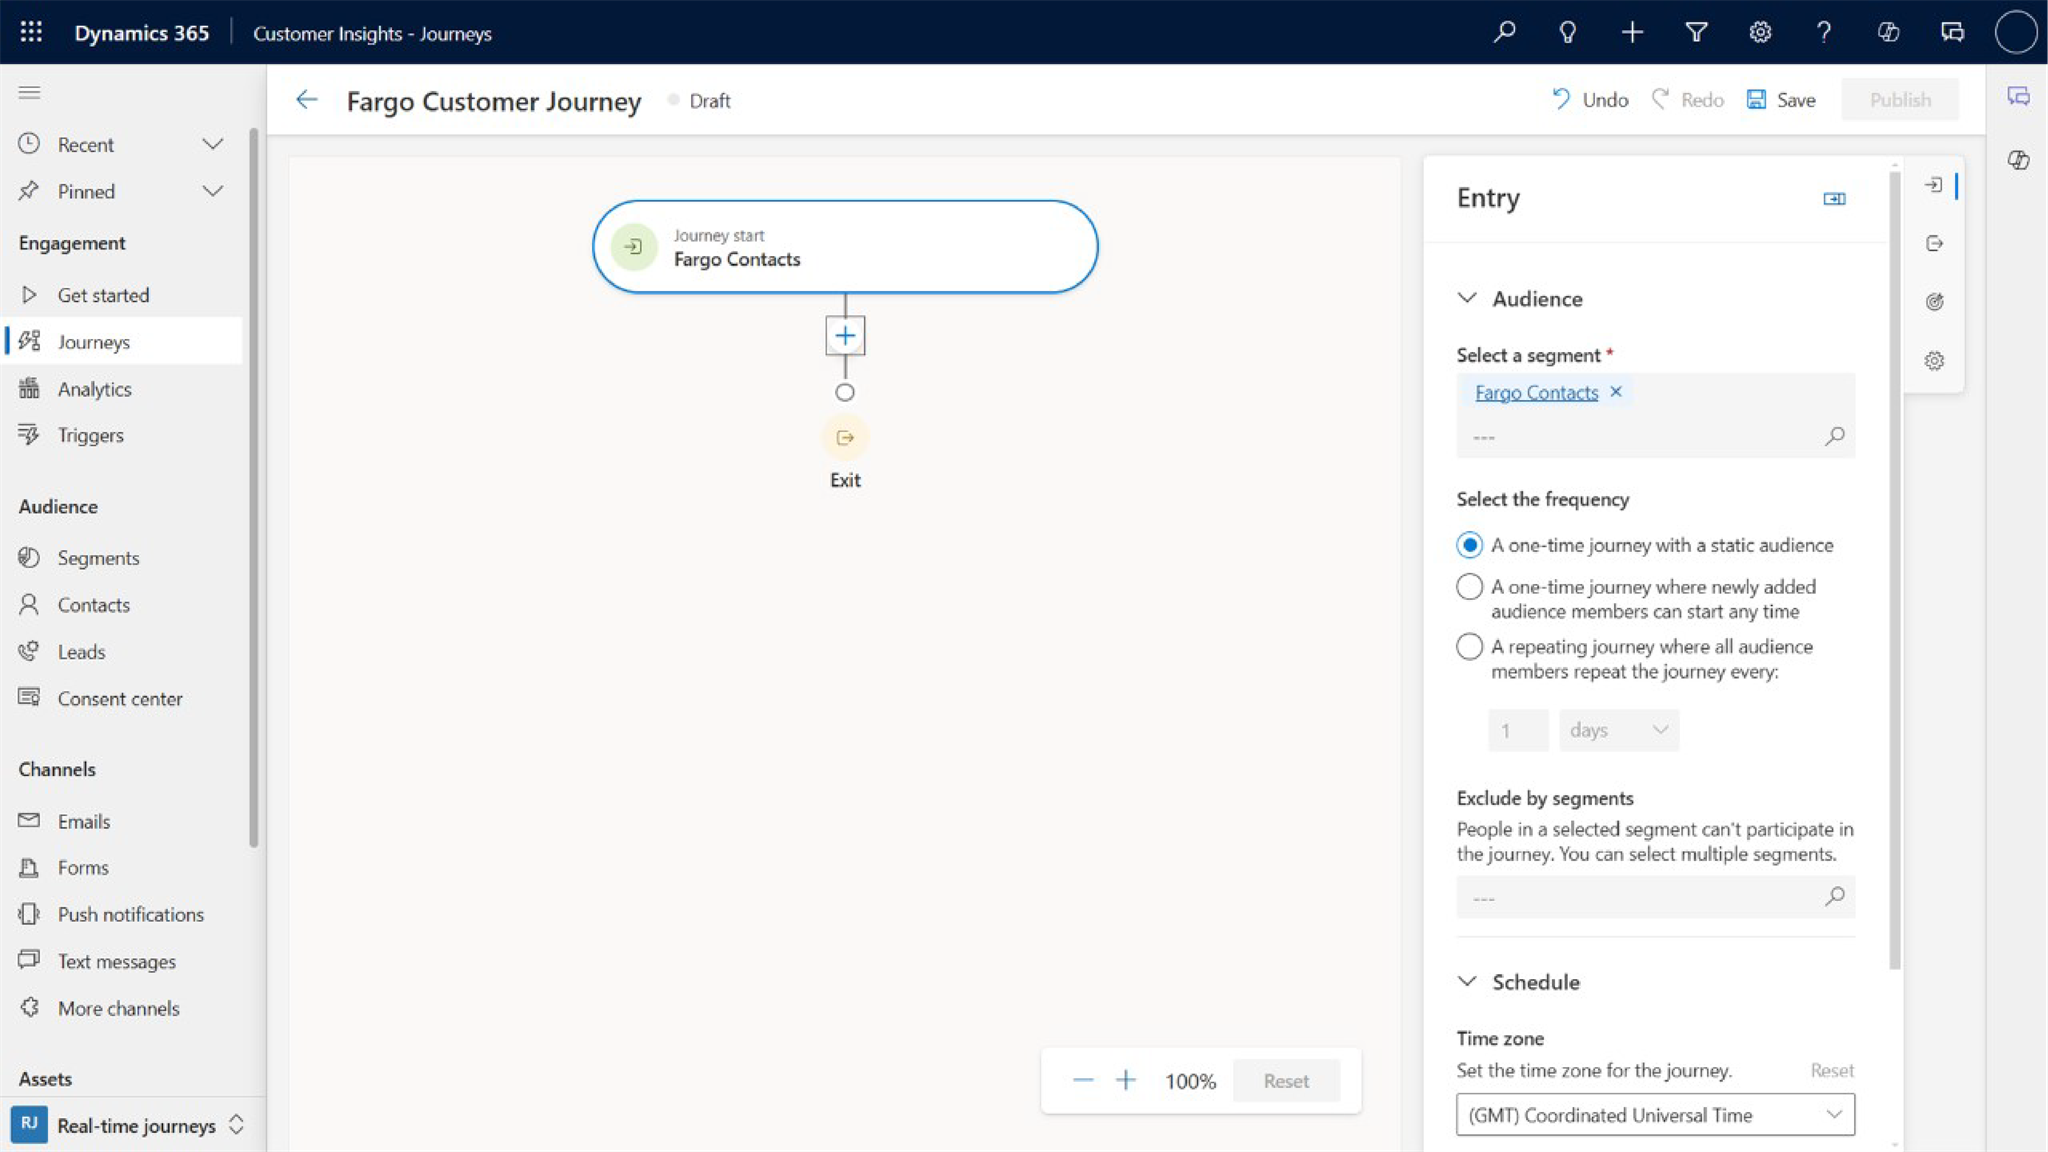 Dynamics 365
Customer Insights - Journeys
Fargo Customer Journey
Draft
Undo
Redo
Save
Publish
Recent
Pinned
Engagement
Get started
Journeys
Analytics
Triggers
Audience
Segments
Contacts
Leads
Consent center
Channels
Emails
Forms
Push notifications
Text messages
More channels
Assets
RJ
Real-time journeys
Journey start
Fargo Contacts
Exit
100%
Reset
Entry
Audience
Select a segment *
Fargo Contacts
---
Select the frequency
A one-time journey with a static audience
A one-time journey where newly added
audience members can start any time
A repeating journey where all audience
members repeat the journey every:
1
days
Exclude by segments
People in a selected segment can't participate in
the journey. You can select multiple segments.
---
Schedule
Time zone
Set the time zone for the journey.
Reset
(GMT) Coordinated Universal Time